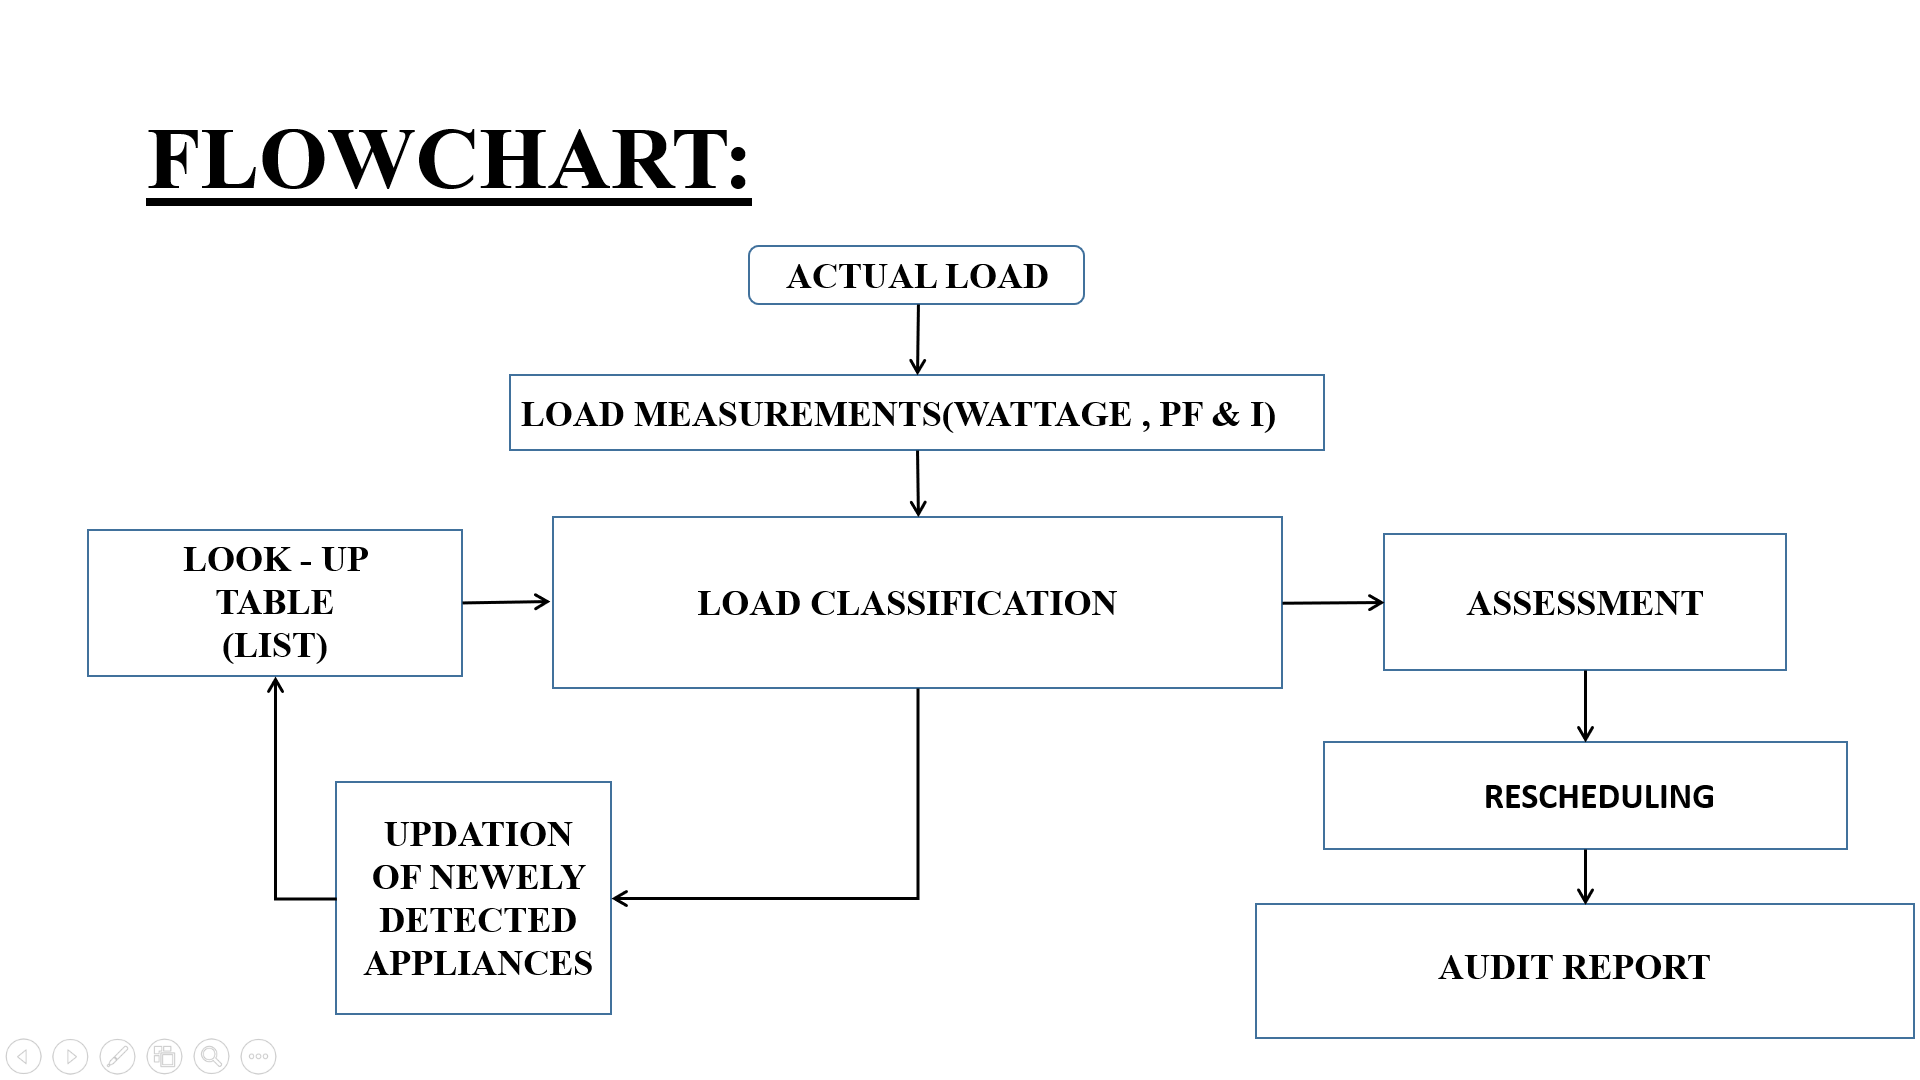 FLOWCHART:
ACTUAL LOAD
LOAD MEASUREMENTS(WATTAGE , PF & I)
LOOK - UP
TABLE
(LIST)
LOAD CLASSIFICATION
ASSESSMENT
RESCHEDULING
UPDATION
OF NEWELY
DETECTED
APPLIANCES
AUDIT REPORT